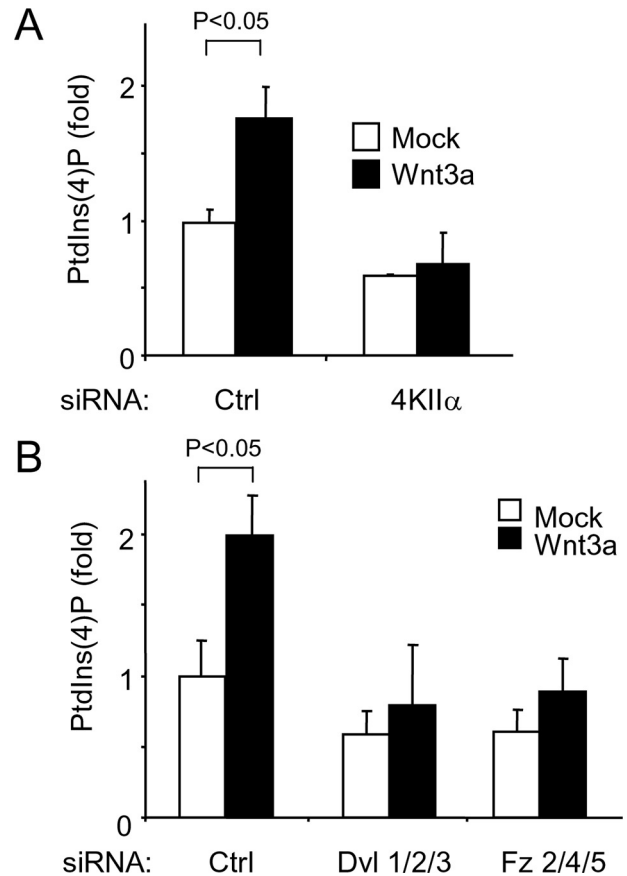 A
P<0.05
PtdIns(4)P (fold)
2
1
0
Mock
Wnt3a
siRNA: Ctrl 4KIIα
B
P<0.05
PtdIns(4)P (fold)
2
1
0
Mock
Wnt3a
siRNA: Ctrl Dvl 1/2/3 Fz 2/4/5